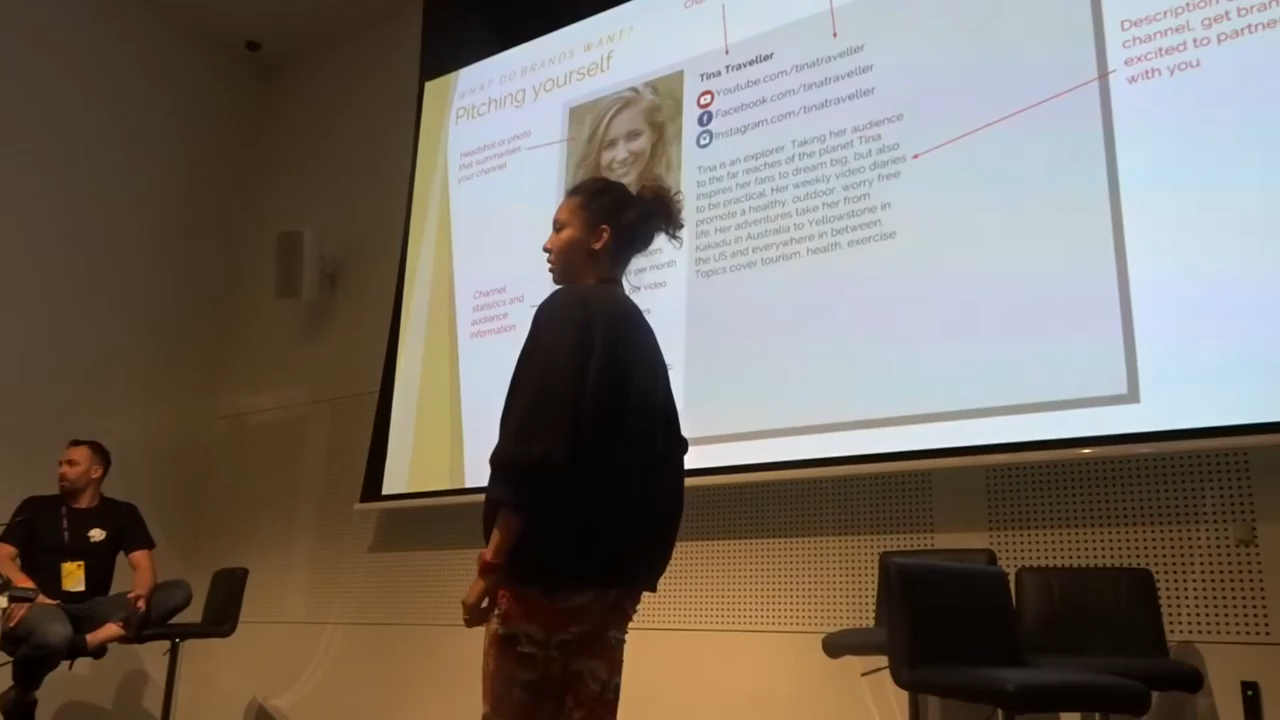 WHAT DO BRANDS WANT?
Pitching yourself
Headshot or photo
that summarises
your channel
Channel
statistics and
audience
information
per month
per video
Tina Traveller
Youtube.com/tinatraveller
Facebook.com/tinatraveller
Instagram.com/tinatraveller
Tina is an explorer. Taking her audience
to the far reaches of the planet Tina
inspires her fans to dream big, but also
to be practical. Her weekly video diaries
promote a healthy, outdoor, worry free
life. Her adventures take her from
Kakadu in Australia to Yellowstone in
the US and everywhere in between.
Topics cover tourism, health, exercise
Description
channel, get
excited to
with you